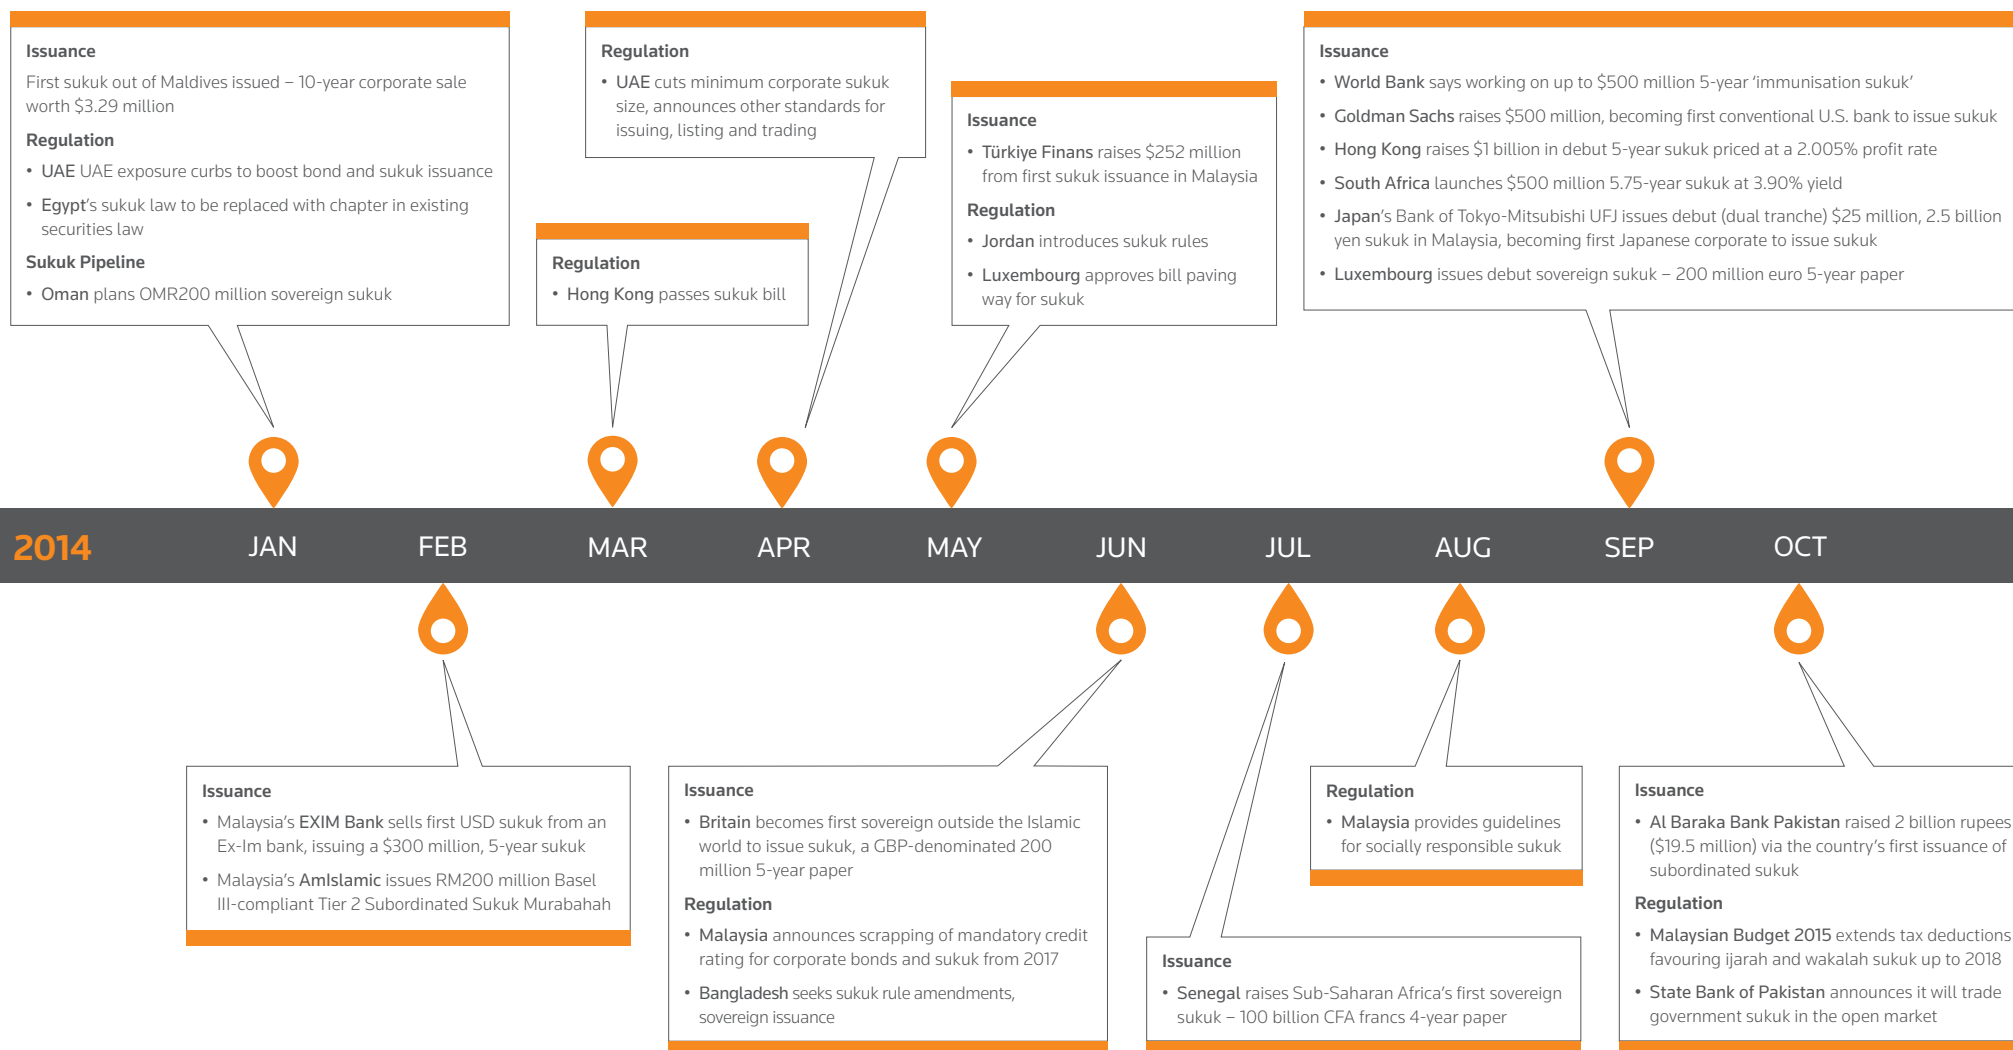 Issuance
First sukuk out of Maldives issued – 10-year corporate sale
worth $3.29 million
Regulation
• UAE UAE exposure curbs to boost bond and sukuk issuance
• Egypt's sukuk law to be replaced with chapter in existing
securities law
Sukuk Pipeline
• Oman plans OMR200 million sovereign sukuk
Regulation
• Hong Kong passes sukuk bill
Regulation
• UAE cuts minimum corporate sukuk
size, announces other standards for
issuing, listing and trading
Issuance
• Türkiye Finans raises $252 million
from first sukuk issuance in Malaysia
Regulation
• Jordan introduces sukuk rules
• Luxembourg approves bill paving
way for sukuk
Issuance
• World Bank says working on up to $500 million 5-year ‘immunisation sukuk’
• Goldman Sachs raises $500 million, becoming first conventional U.S. bank to issue sukuk
• Hong Kong raises $1 billion in debut 5-year sukuk priced at a 2.005% profit rate
• South Africa launches $500 million 5.75-year sukuk at 3.90% yield
• Japan's Bank of Tokyo-Mitsubishi UFJ issues debut (dual tranche) $25 million, 2.5 billion
yen sukuk in Malaysia, becoming first Japanese corporate to issue sukuk
• Luxembourg issues debut sovereign sukuk – 200 million euro 5-year paper
2014 JAN FEB MAR APR MAY JUN JUL AUG SEP OCT
Issuance
• Malaysia's EXIM Bank sells first USD sukuk from an
Ex-Im bank, issuing a $300 million, 5-year sukuk
• Malaysia's AmIslamic issues RM200 million Basel
III-compliant Tier 2 Subordinated Sukuk Murabahah
Issuance
• Britain becomes first sovereign outside the Islamic
world to issue sukuk, a GBP-denominated 200
million 5-year paper
Regulation
• Malaysia announces scrapping of mandatory credit
rating for corporate bonds and sukuk from 2017
• Bangladesh seeks sukuk rule amendments,
sovereign issuance
Issuance
• Senegal raises Sub-Saharan Africa's first sovereign
sukuk – 100 billion CFA francs 4-year paper
Regulation
• Malaysia provides guidelines
for socially responsible sukuk
Issuance
• Al Baraka Bank Pakistan raised 2 billion rupees
($19.5 million) via the country's first issuance of
subordinated sukuk
Regulation
• Malaysian Budget 2015 extends tax deductions
favouring ijarah and wakalah sukuk up to 2018
• State Bank of Pakistan announces it will trade
government sukuk in the open market